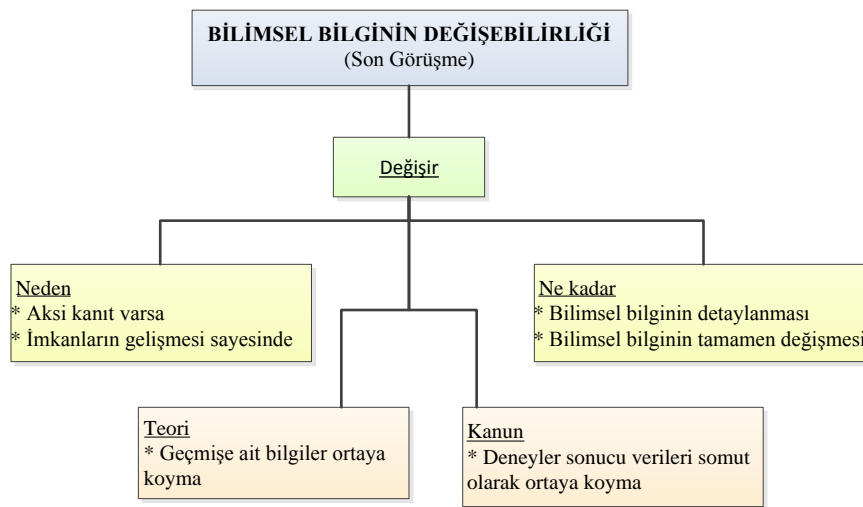 BİLİMSEL BİLGİNİN DEĞİŞEBİLİRLİĞİ
(Son Görüşme)
Değişir
Neden
* Aksi kanıt varsa
* İmkanların gelişmesi sayesinde
Ne kadar
* Bilimsel bilginin detaylanması
* Bilimsel bilginin tamamen değişmesi
Teori
* Geçmişe ait bilgiler ortaya
koyma
Kanun
* Deneyler sonucu verileri somut
olarak ortaya koyma